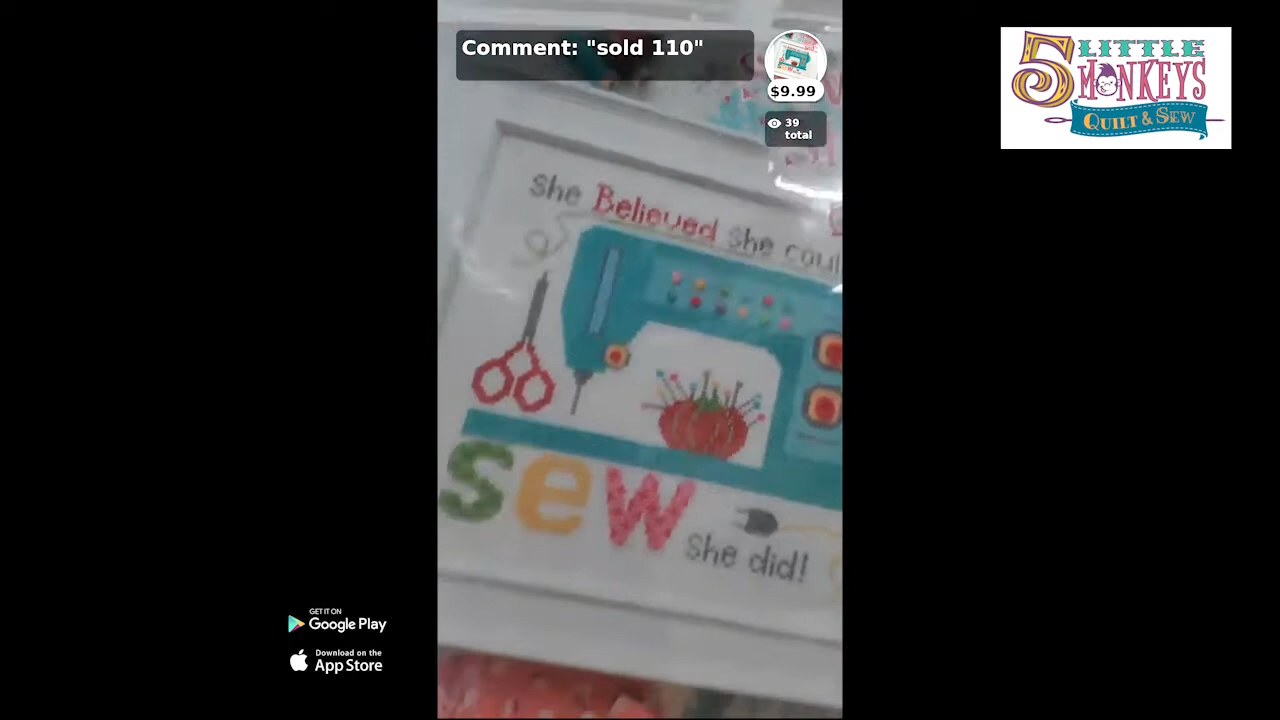 Comment: "sold 110"
$9.99
39
total
5 LITTLE
MONKEYS
QUILT & SEW
She Believed she coul
sew
she did!
GET IT ON
Google Play
Download on the
App Store